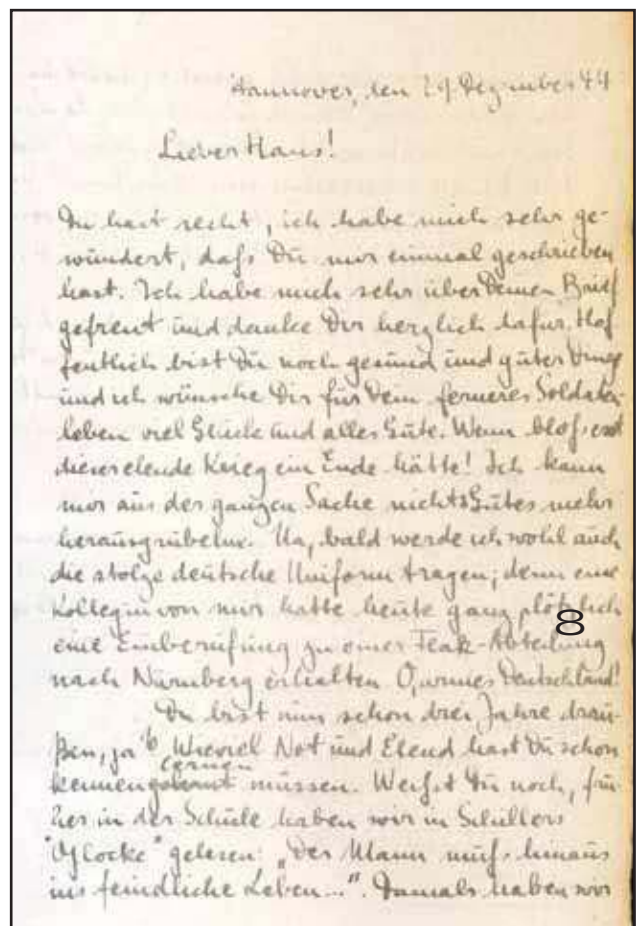 Hannover, den 29 Dezember 44
Lieber Hans!
Du hast recht, ich habe mich sehr ge-
wundert, daß Du nur einmal geschrieben
hast. Ich habe mich sehr über Deinen Brief
gefreut und danke Dir herzlich dafür. Hof-
fentlich bist Du noch gesund und guter Dinge
und ich wünsche Dir für Dein ferneres Soldaten-
leben viel Glück und alles Gute. Wenn bloß erst
dieser elende Krieg ein Ende hätte! Ich kann
mir aus der ganzen Sache nichts Gutes mehr
herausgrübeln. Na, bald werde ich wohl auch
die stolze deutsche Uniform tragen; denn eine
Kollegin von mir hatte heute ganz plötzlich
8
eine Einberufung zu einer Flak-Abteilung
nach Nürnberg erhalten. O, armes Deutschland!
Du bist nun schon drei Jahre drau-
ßen, ja? Wieviel Not und Elend hast Du schon
kennen lernen müssen. Weißt Du noch, frü-
her in der Schule haben wir in Schillers
"Glocke" gelesen: „Der Mann muß hinaus
ins feindliche Leben..." Damals haben wir